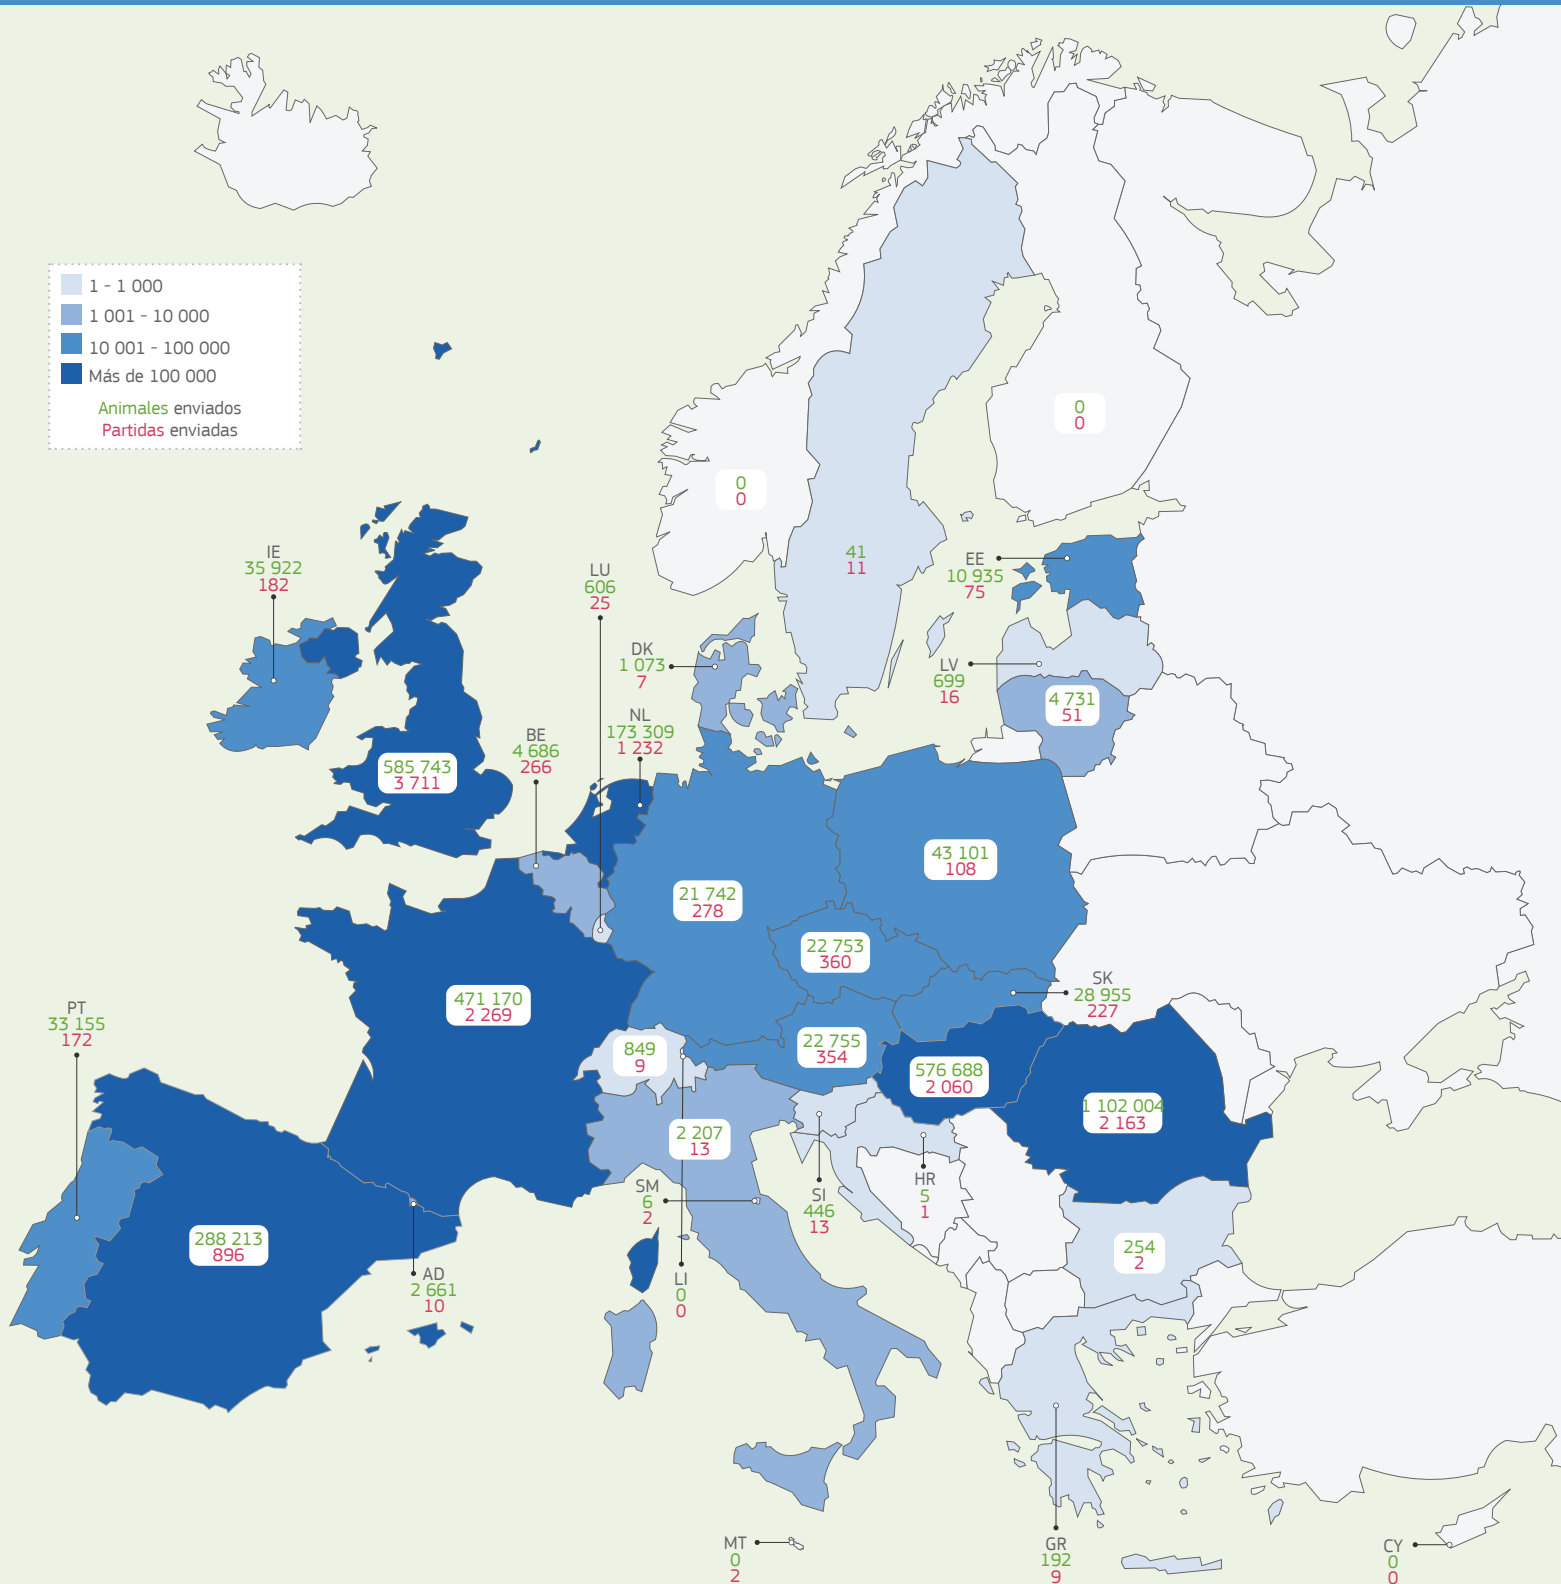 1 - 1 000
1 001 - 10 000
10 001 - 100 000
Más de 100 000
Animales enviados
Partidas enviadas
0
0
0
0
41
11
IE
35 922
182
LU
606
25
EE
10 935
75
DK
1 073
7
LV
699
16
4 731
51
NL
173 309
1 232
BE
4 686
266
585 743
3 711
43 101
108
21 742
278
22 753
360
SK
28 955
227
471 170
2 269
PT
33 155
172
849
9
22 755
354
576 688
2 060
1 102 004
2 163
2 207
13
SM
6
2
SI
446
13
HR
5
1
288 213
896
254
2
AD
2 661
10
LI
0
0
MT
0
2
GR
192
9
CY
0
0